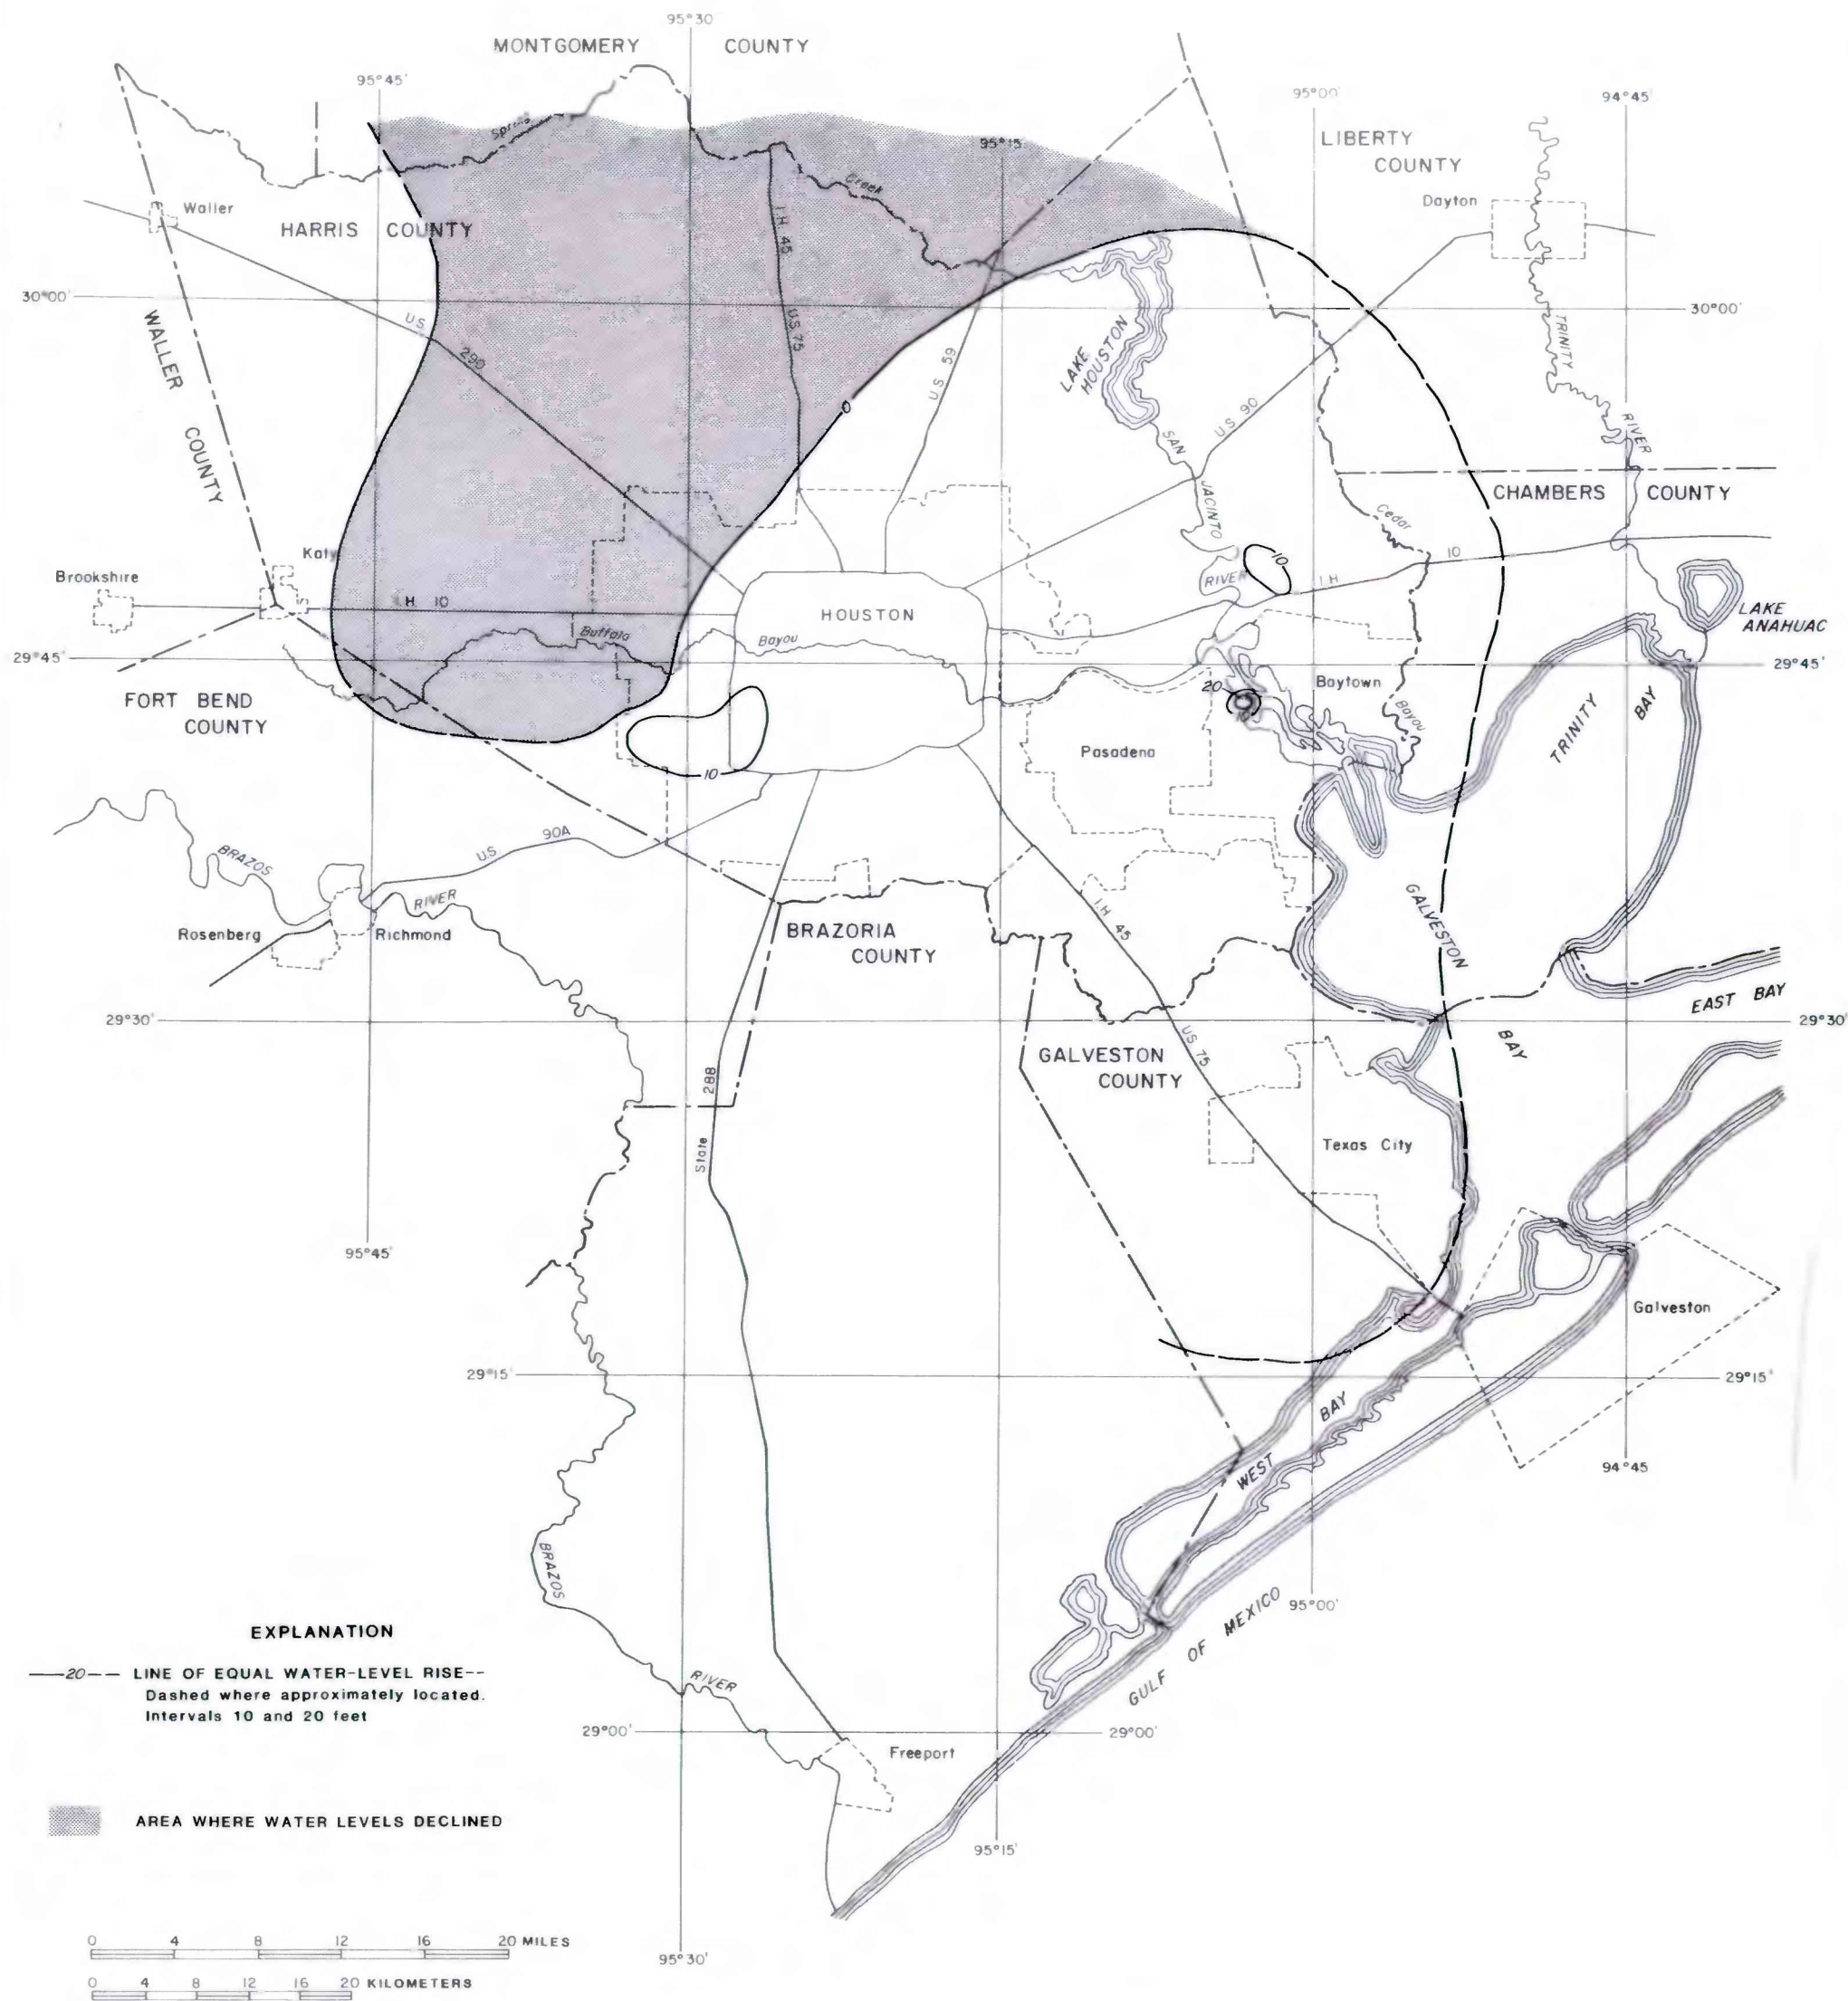 95°30'
MONTGOMERY COUNTY
95°45'
95°00'
94°45'
Spring
95°15'
LIBERTY
COUNTY
Creek
Dayton
Waller
HARRIS COUNTY
I.H. 45
30°00'
30°00'
WALLER COUNTY
U.S.
290
U.S. 75
U.S. 59
LAKE
HOUSTON
TRINITY
RIVER
0
U.S. 90
SAN
JACINTO
RIVER
CHAMBERS COUNTY
Cedar
Bayou
Katy
10
10
I.H.
Brookshire
I.H. 10
HOUSTON
LAKE
ANAHUAC
Buffalo
Bayou
29°45'
29°45'
FORT BEND
COUNTY
20
Baytown
TRINITY
BAY
Pasadena
10
U.S. 90A
BRAZOS
RIVER
Rosenberg
Richmond
BRAZORIA
COUNTY
I.H. 45
GALVESTON
BAY
EAST BAY
29°30'
29°30'
GALVESTON
COUNTY
U.S. 75
288
State
Texas City
95°45'
Galveston
29°15'
29°15'
WEST
BAY
94°45
BRAZOS
RIVER
95°00'
GULF OF MEXICO
EXPLANATION
20 LINE OF EQUAL WATER-LEVEL RISE--
Dashed where approximately located.
Intervals 10 and 20 feet
29°00'
29°00'
Freeport
AREA WHERE WATER LEVELS DECLINED
95°15'
0 4 8 12 16 20 MILES
95°30'
0 4 8 12 16 20 KILOMETERS